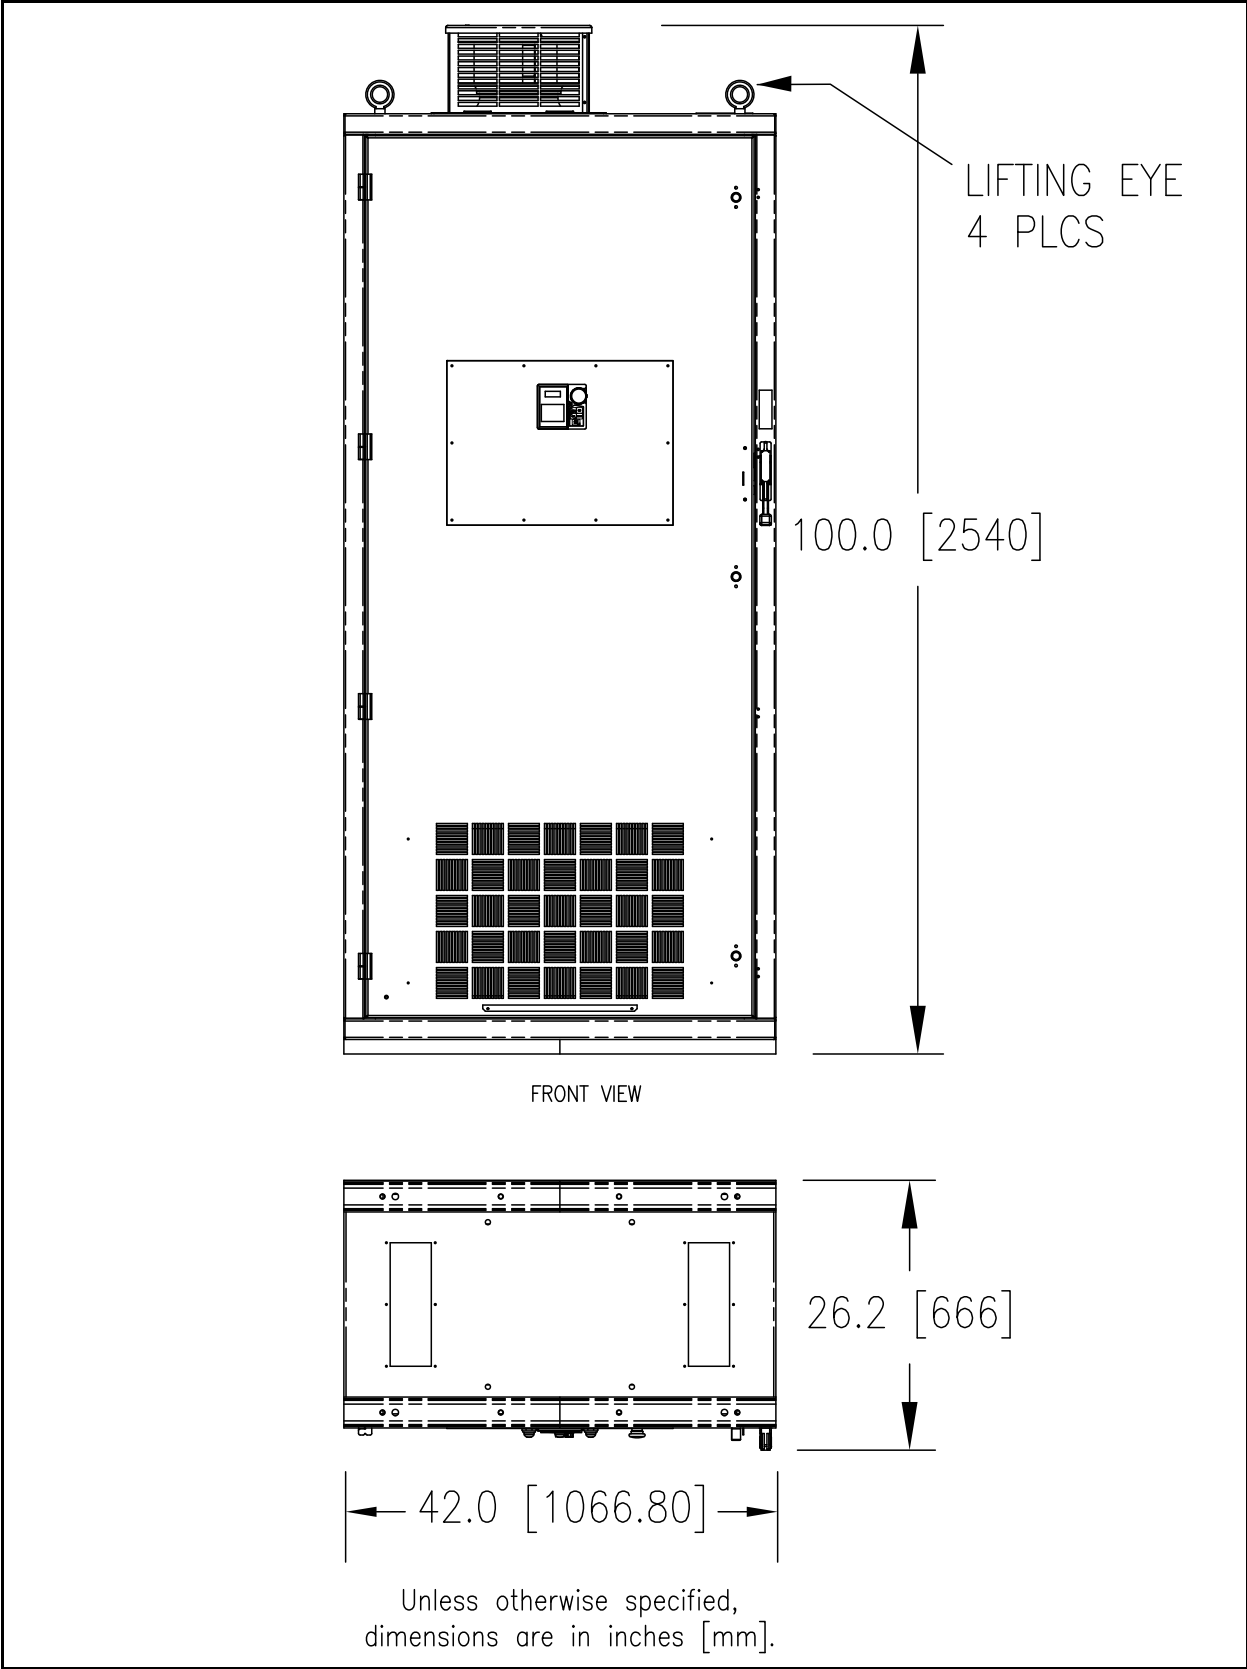 LIFTING EYE
4 PLCS
100.0 [2540]
FRONT VIEW
26.2 [666]
42.0 [1066.80]
Unless otherwise specified,
dimensions are in inches [mm].